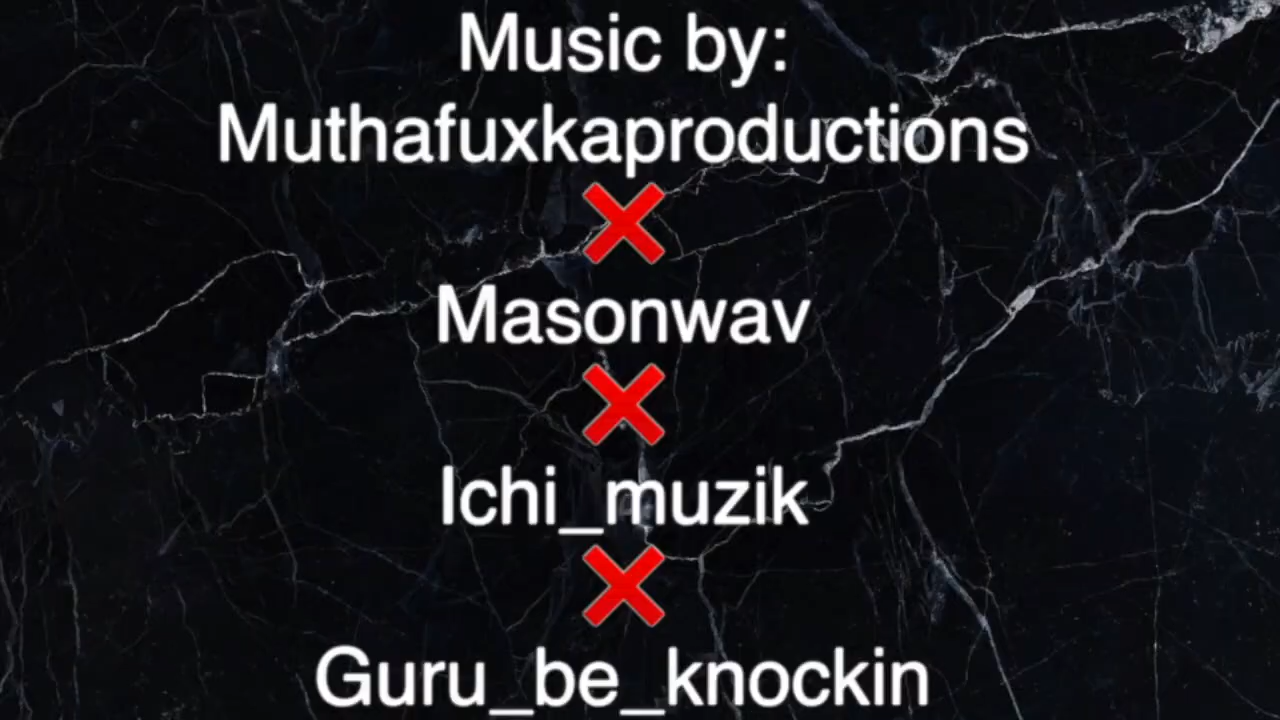 Music by:
Muthafuxkaproductions
❌
Masonwav
❌
Ichi_muzik
❌
Guru_be_knockin